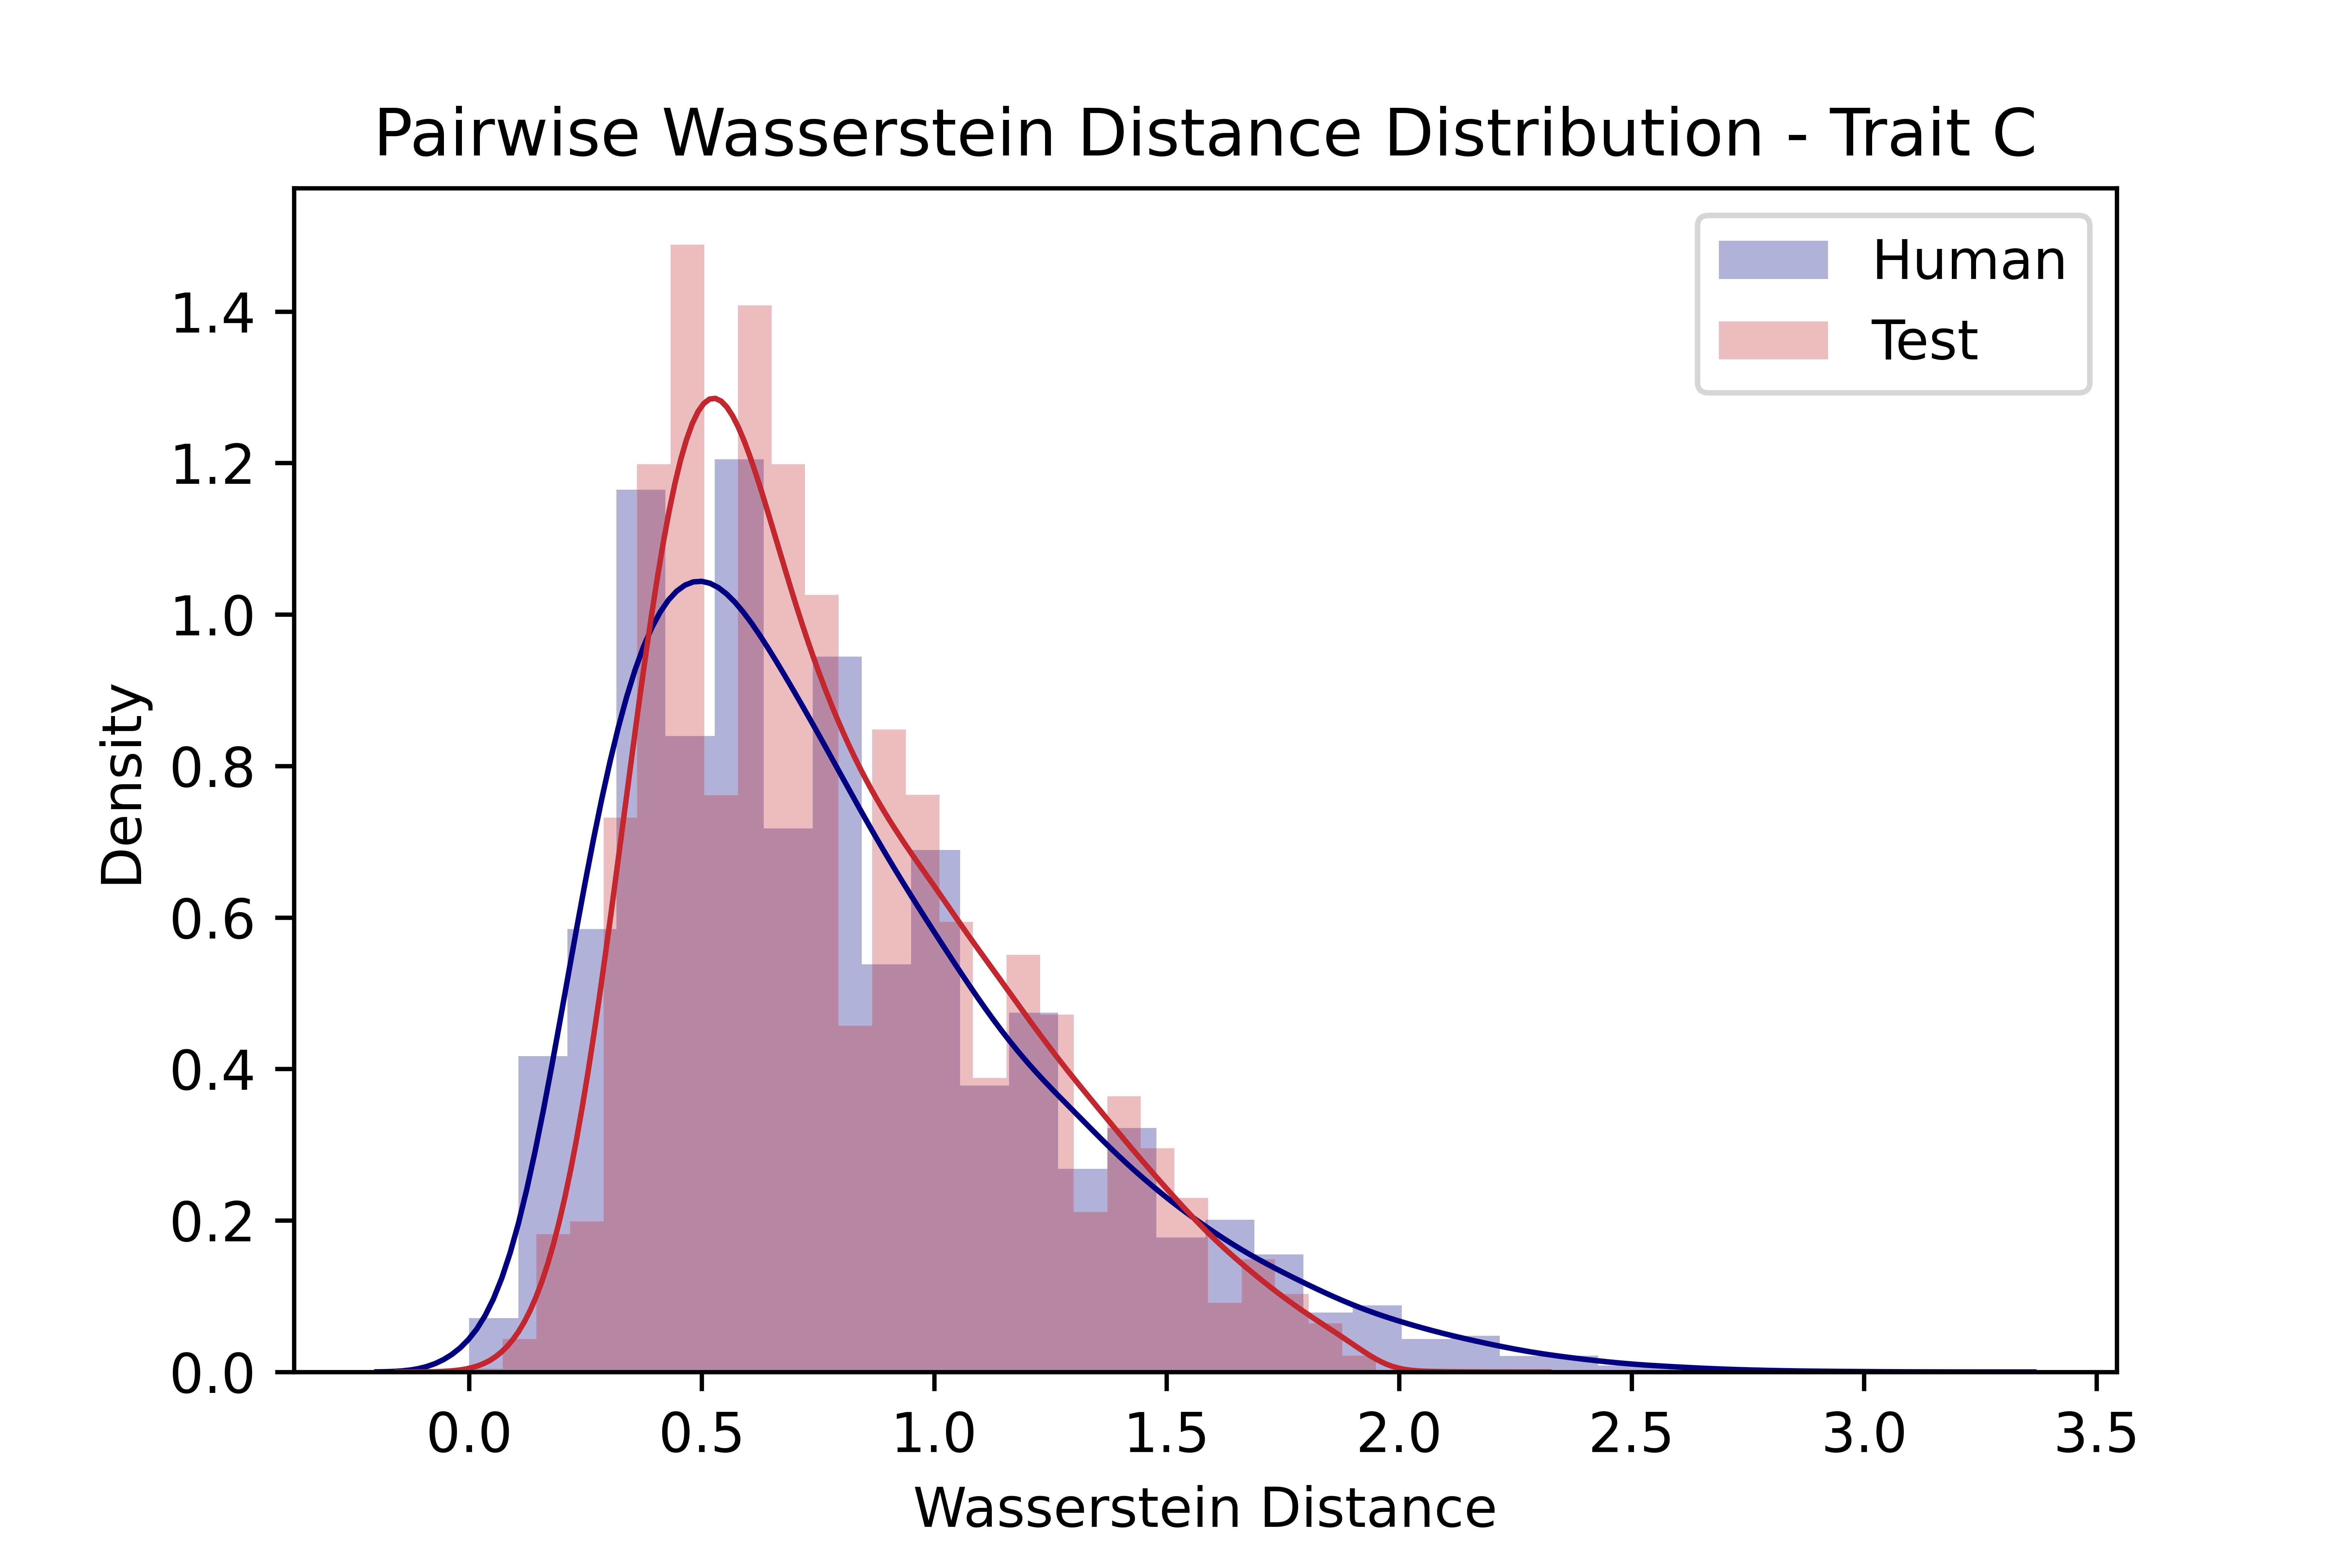 Pairwise Wasserstein Distance Distribution - Trait C
Human
Test
1.4
1.2
1.0
0.8
0.6
0.4
0.2
0.0
Density
0.0 0.5 1.0 1.5 2.0 2.5 3.0 3.5
Wasserstein Distance